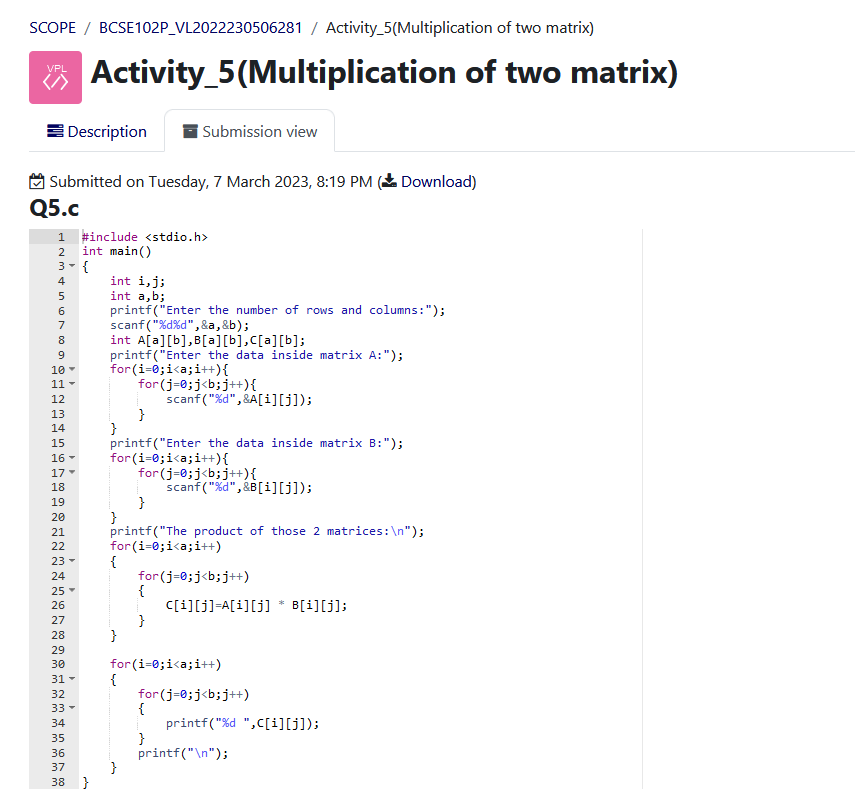 SCOPE / BCSE102P_VL2022230506281 / Activity_5(Multiplication of two matrix)
VPL
</>
Activity_5(Multiplication of two matrix)
Description Submission view
Submitted on Tuesday, 7 March 2023, 8:19 PM (Download)
Q5.c
1 #include <stdio.h>
2 int main()
3 {
4     int i,j;
5     int a,b;
6     printf("Enter the number of rows and columns:");
7     scanf("%d%d",&a,&b);
8     int A[a][b],B[a][b],C[a][b];
9     printf("Enter the data inside matrix A:");
10     for(i=0;i<a;i++){
11         for(j=0;j<b;j++){
12             scanf("%d",&A[i][j]);
13         }
14     }
15     printf("Enter the data inside matrix B:");
16     for(i=0;i<a;i++){
17         for(j=0;j<b;j++){
18             scanf("%d",&B[i][j]);
19         }
20     }
21     printf("The product of those 2 matrices:\n");
22     for(i=0;i<a;i++)
23     {
24         for(j=0;j<b;j++)
25         {
26             C[i][j]=A[i][j] * B[i][j];
27         }
28     }
29
30     for(i=0;i<a;i++)
31     {
32         for(j=0;j<b;j++)
33         {
34             printf("%d ",C[i][j]);
35         }
36         printf("\n");
37     }
38 }